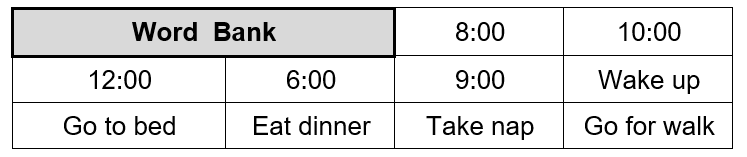 Word Bank 8:00 10:00
12:00 6:00 9:00 Wake up
Go to bed Eat dinner Take nap Go for walk